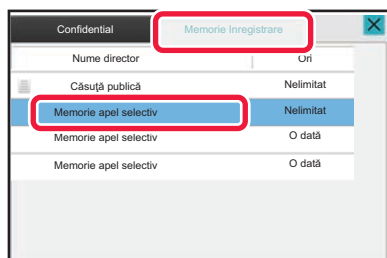 Confidential Memorie înregistrare
Nume director Ori
Căsuţă publică Nelimitat
Memorie apel selectiv Nelimitat
Memorie apel selectiv O dată
Memorie apel selectiv O dată